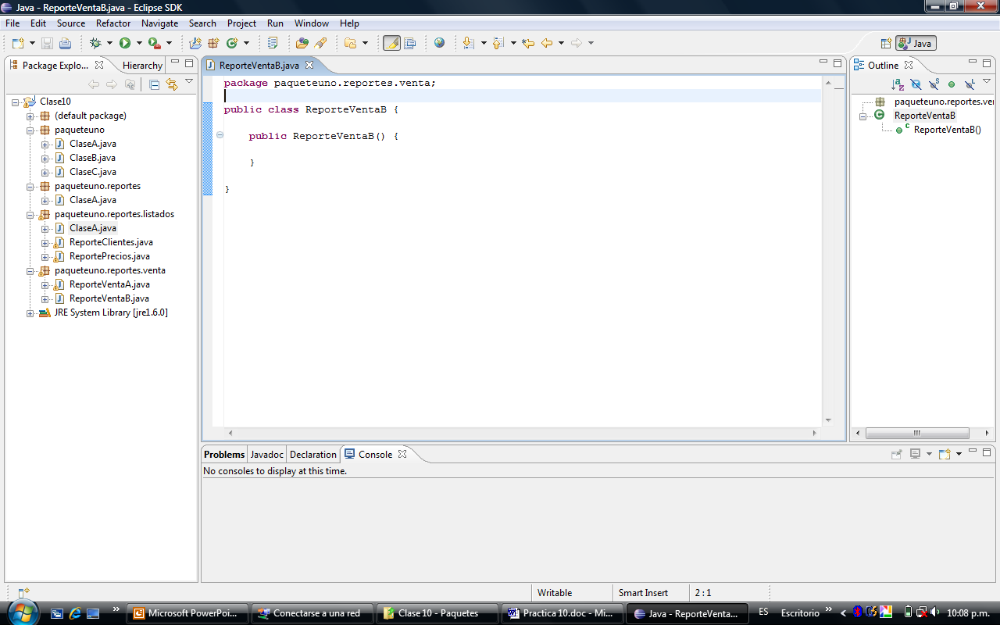 Java - ReporteVentaB.java - Eclipse SDK
File Edit Source Refactor Navigate Search Project Run Window Help
Java
Package Explo... Hierarchy
Clase10
(default package)
paqueteuno
ClaseA.java
ClaseB.java
ClaseC.java
paqueteuno.reportes
ClaseA.java
paqueteuno.reportes.listados
ClaseA.java
ReporteClientes.java
ReportePrecios.java
paqueteuno.reportes.venta
ReporteVentaA.java
ReporteVentaB.java
JRE System Library [jre1.6.0]
ReporteVentaB.java
package paqueteuno.reportes.venta;
public class ReporteVentaB {
public ReporteVentaB() {
}
}
Outline
paqueteuno.reportes.ve
ReporteVentaB
ReporteVentaB()
Problems Javadoc Declaration Console
No consoles to display at this time.
Writable Smart Insert 2 : 1
Microsoft PowerPoi... Conectarse a una red Clase 10 - Paquetes Practica 10.doc - Mi... Java - ReporteVenta... ES Escritorio 10:08 p.m.